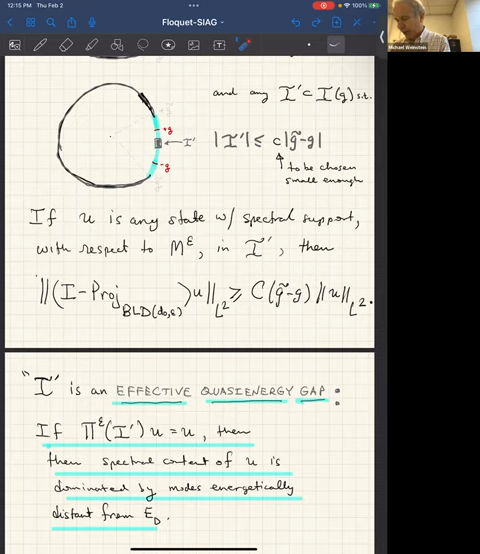 12:15 PM Thu Feb 2
100%
Floquet-SIAG
Michael Weinstein
and any I' ⊂ I(g) s.t.
+g
← I'
|I'| ≤ c|g̃-g|
-g
to be chosen
small enough
If u is any state w/ spectral support,
with respect to M^ε, in I', then
||(I-Proj_BLD(d₀,ε))u||_L² ⩾ C(g̃-g)||u||_L².
"I' is an EFFECTIVE QUASIENERGY GAP :
If Π^ε(I')u = u, then
then spectral content of u is
dominated by modes energetically
distant from E_D.